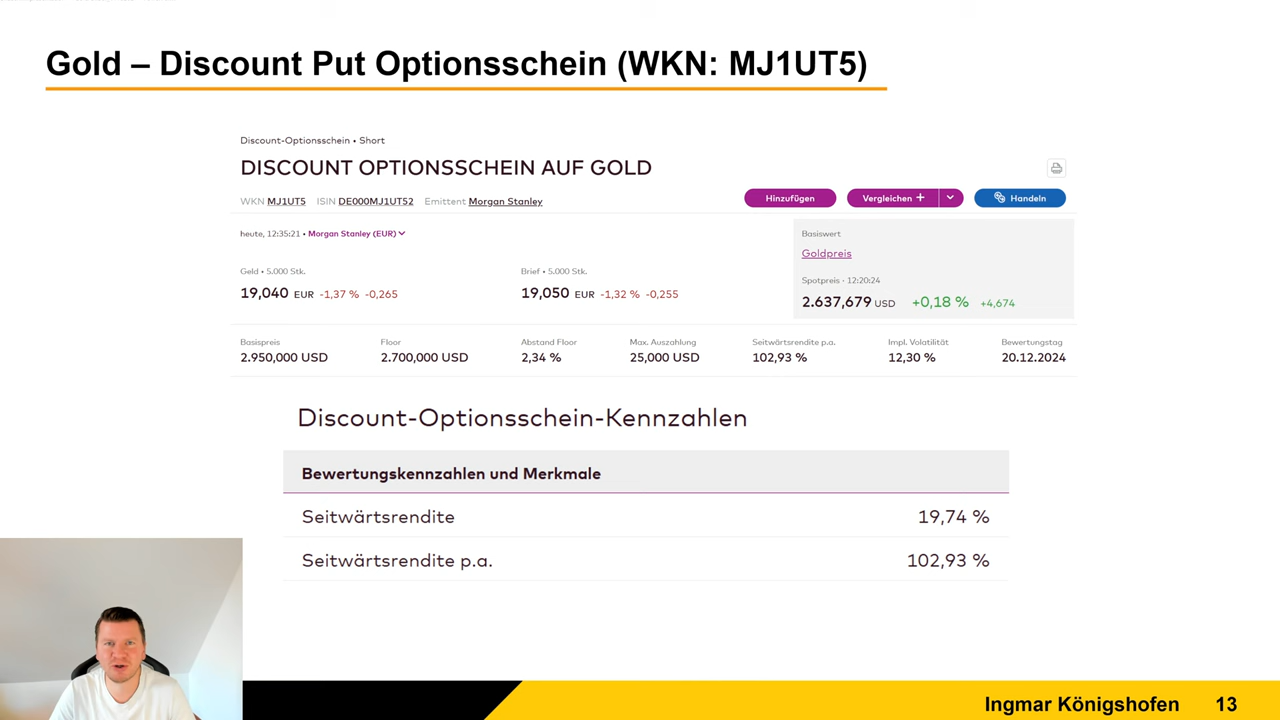 Gold – Discount Put Optionsschein (WKN: MJ1UT5)
Discount-Optionsschein • Short
DISCOUNT OPTIONSSCHEIN AUF GOLD
WKN MJ1UT5 ISIN DE000MJ1UT52 Emittent Morgan Stanley
Hinzufügen Vergleichen + Handeln
heute, 12:35:21 • Morgan Stanley (EUR)
Geld • 5.000 Stk. Brief • 5.000 Stk.
19,040 EUR -1,37 % -0,265 19,050 EUR -1,32 % -0,255
Basiswert
Goldpreis
Spotpreis · 12:20:24
2.637,679 USD +0,18 % +4,674
Basispreis Floor Abstand Floor Max. Auszahlung Seitwärtsrendite p.a. Impl. Volatilität Bewertungstag
2.950,000 USD 2.700,000 USD 2,34 % 25,000 USD 102,93 % 12,30 % 20.12.2024
Discount-Optionsschein-Kennzahlen
Bewertungskennzahlen und Merkmale
Seitwärtsrendite 19,74 %
Seitwärtsrendite p.a. 102,93 %
Ingmar Königshofen 13